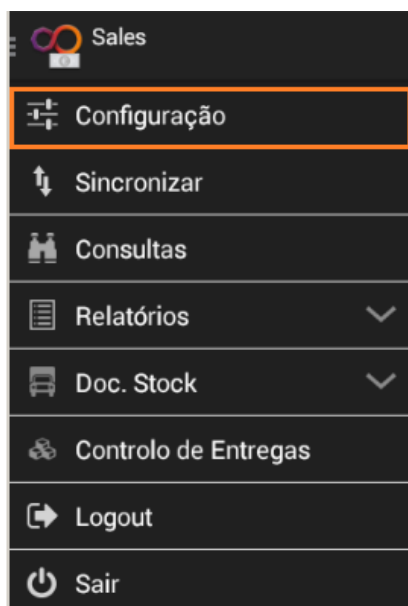 Sales
Configuração
Sincronizar
Consultas
Relatórios
Doc. Stock
Controlo de Entregas
Logout
Sair